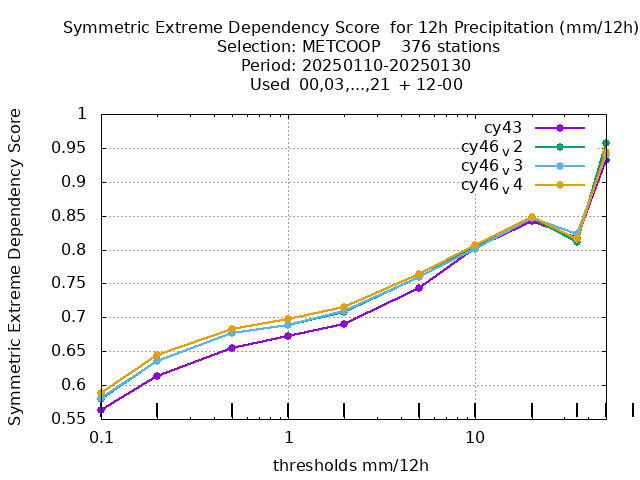 Symmetric Extreme Dependency Score for 12h Precipitation (mm/12h)
Selection: METCOOP 376 stations
Period: 20250110-20250130
Used 00,03,...,21 + 12-00
Symmetric Extreme Dependency Score
1
0.95
0.9
0.85
0.8
0.75
0.7
0.65
0.6
0.55
cy43
cy46v2
cy46v3
cy46v4
0.1 1 10
thresholds mm/12h